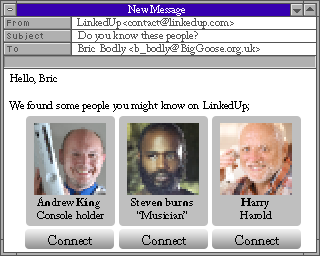 New Message
From LinkedUp<contact@linkedup.com>
Subject Do you know these people?
To Bric Bodly <b_bodly@BigGoose.org.uk>
Hello, Bric
We found some people you might know on LinkedUp;
Andrew King
Console holder
Connect
Steven burns
"Musician"
Connect
Harry
Harold
Connect